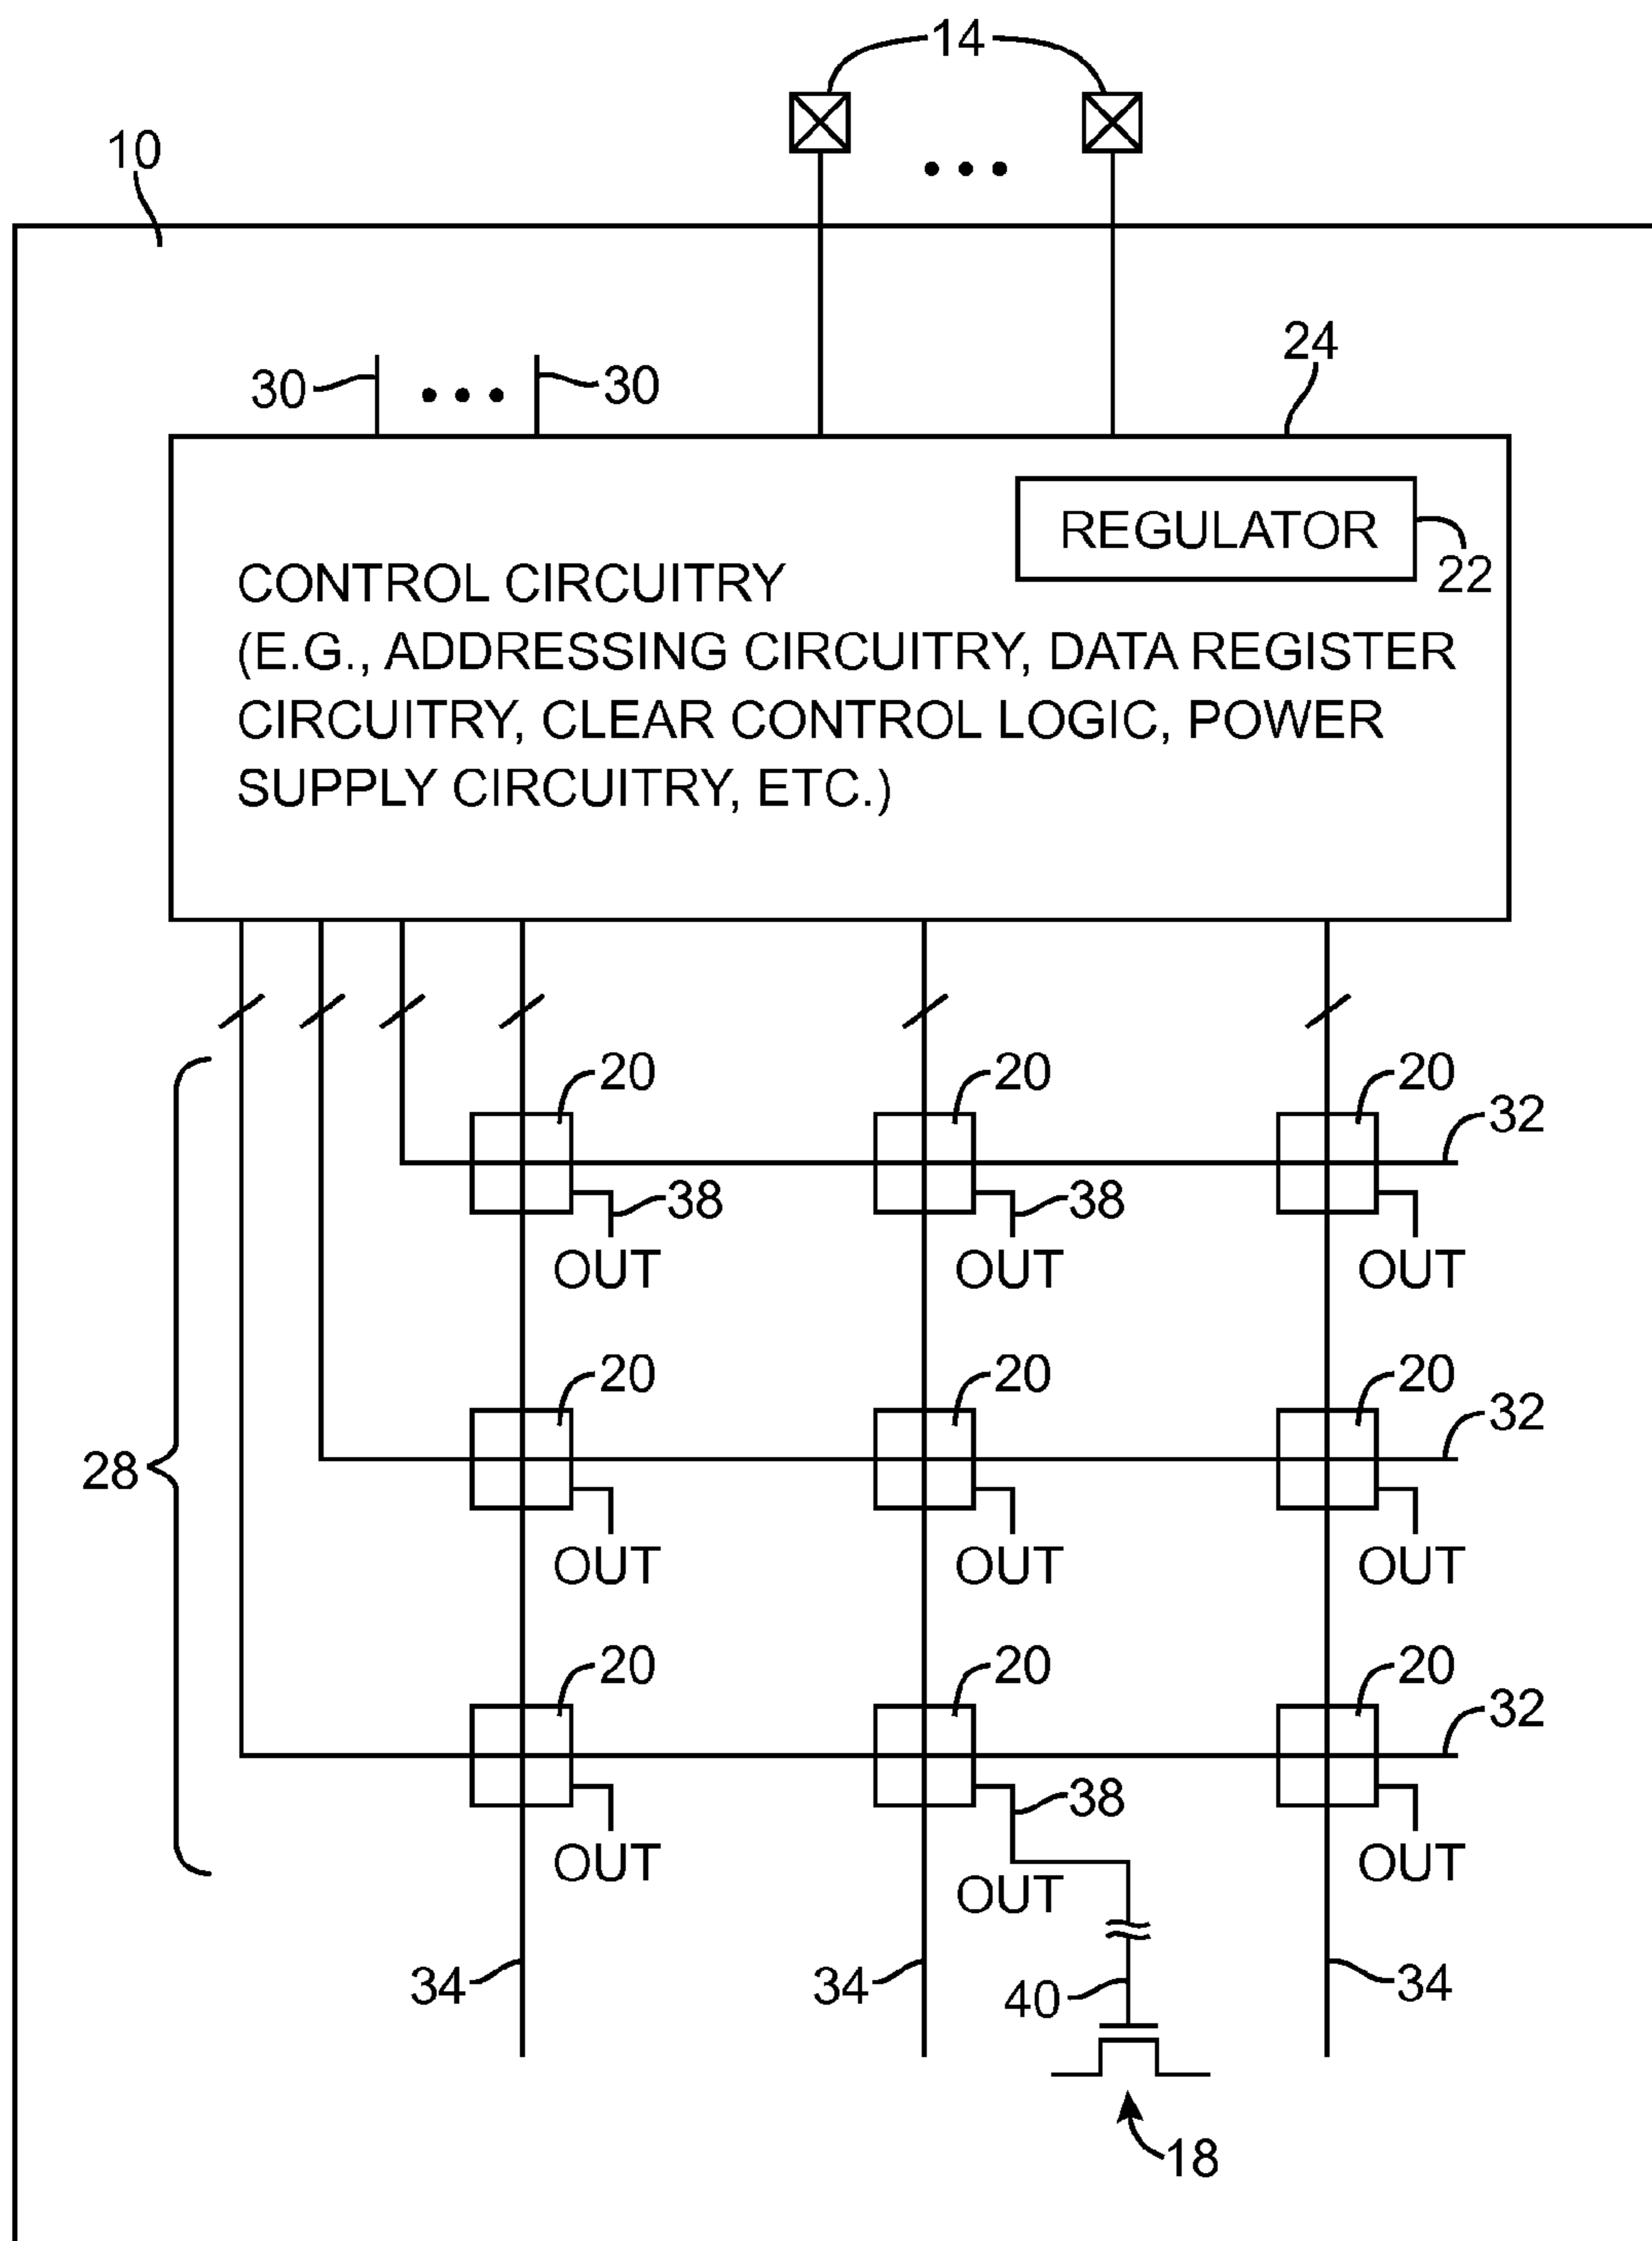 14
10
24
30 30
REGULATOR
22
CONTROL CIRCUITRY
(E.G., ADDRESSING CIRCUITRY, DATA REGISTER
CIRCUITRY, CLEAR CONTROL LOGIC, POWER
SUPPLY CIRCUITRY, ETC.)
20 20 20
32
38 38
OUT OUT OUT
20 20 20
32
28
OUT OUT OUT
20 20 20
32
38
OUT OUT OUT
34 34 40 34
18